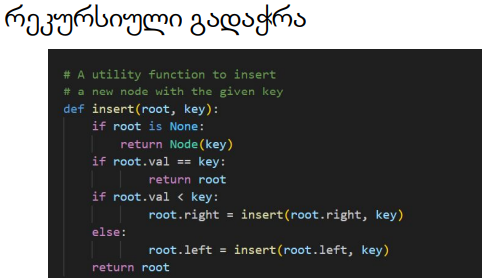 რეკურსიული გადაჭრა
# A utility function to insert
# a new node with the given key
def insert(root, key):
    if root is None:
        return Node(key)
    if root.val == key:
            return root
    if root.val < key:
            root.right = insert(root.right, key)
    else:
            root.left = insert(root.left, key)
    return root